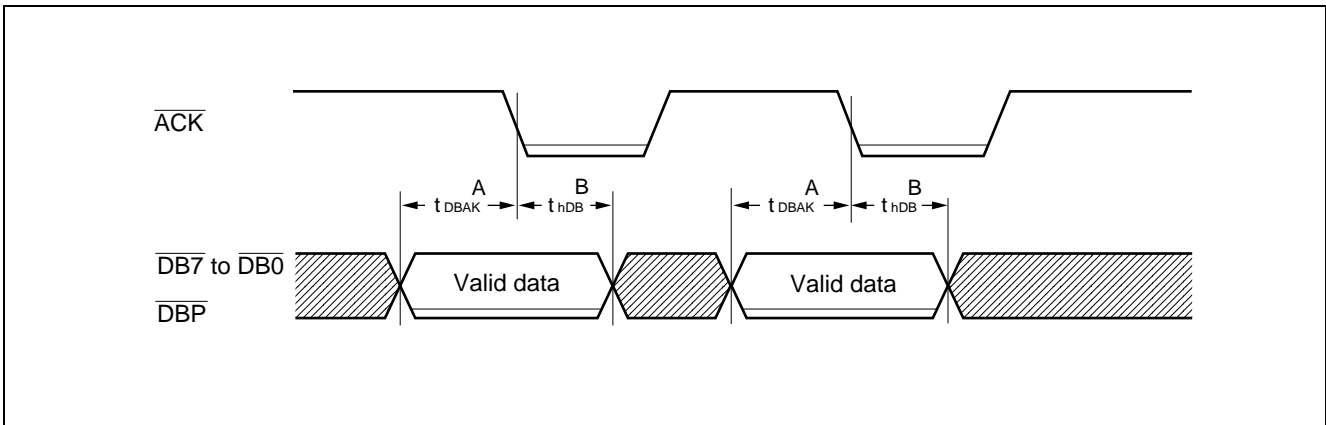 ACK
A B A B
t DBAK t hDB t DBAK t hDB
DB7 to DB0 Valid data Valid data
DBP